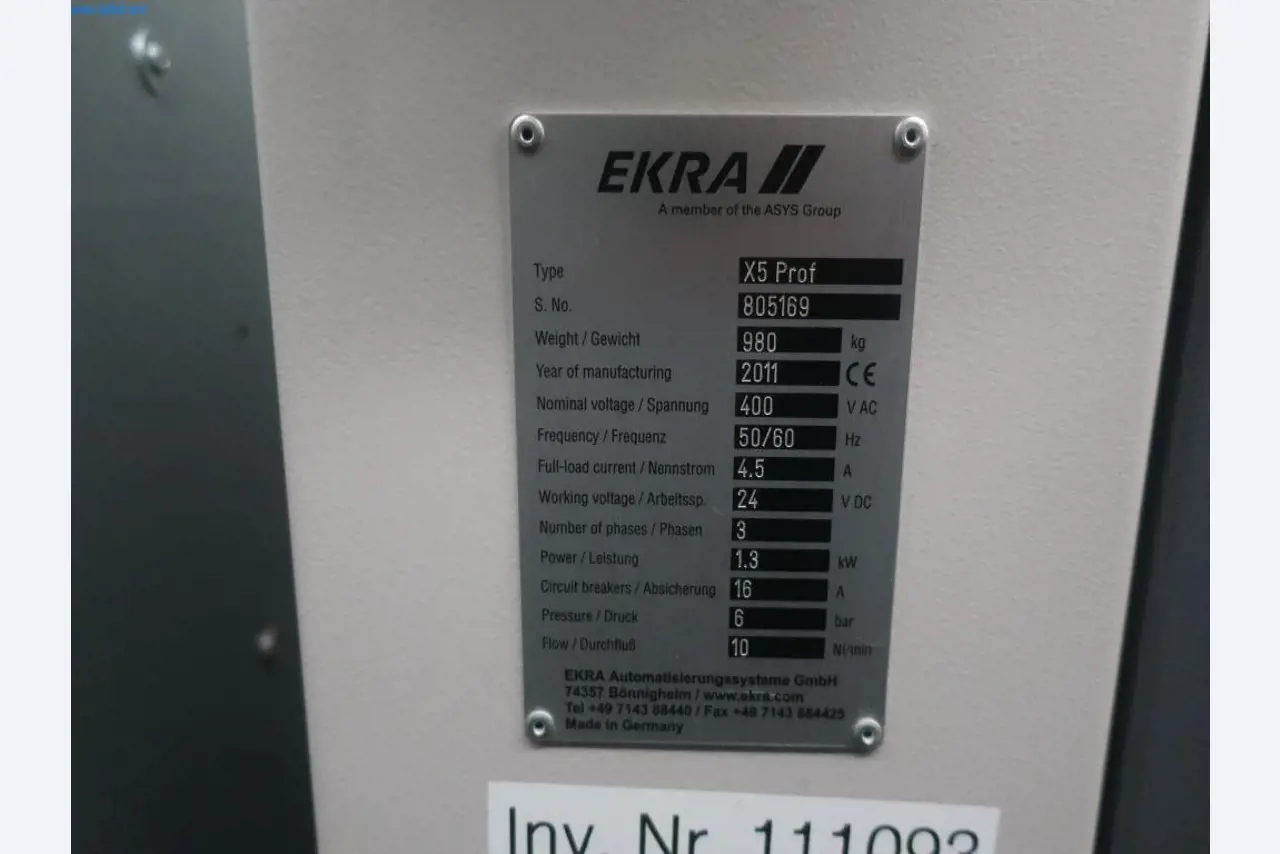 EKRA
A member of the ASYS Group
Type X5 Prof
S. No. 805169
Weight / Gewicht 980 kg
Year of manufacturing 2011 CE
Nominal voltage / Spannung 400 V AC
Frequency / Frequenz 50/60 Hz
Full-load current / Nennstrom 4.5 A
Working voltage / Arbeitssp. 24 V DC
Number of phases / Phasen 3
Power / Leistung 1.3 kW
Circuit breakers / Absicherung 16 A
Pressure / Druck 6 bar
Flow / Durchfluß 10 Nl/min
EKRA Automatisierungssysteme GmbH
74357 Bönnigheim / www.ekra.com
Tel +49 7143 88440 / Fax +49 7143 884425
Made in Germany
Inv. Nr. 111093